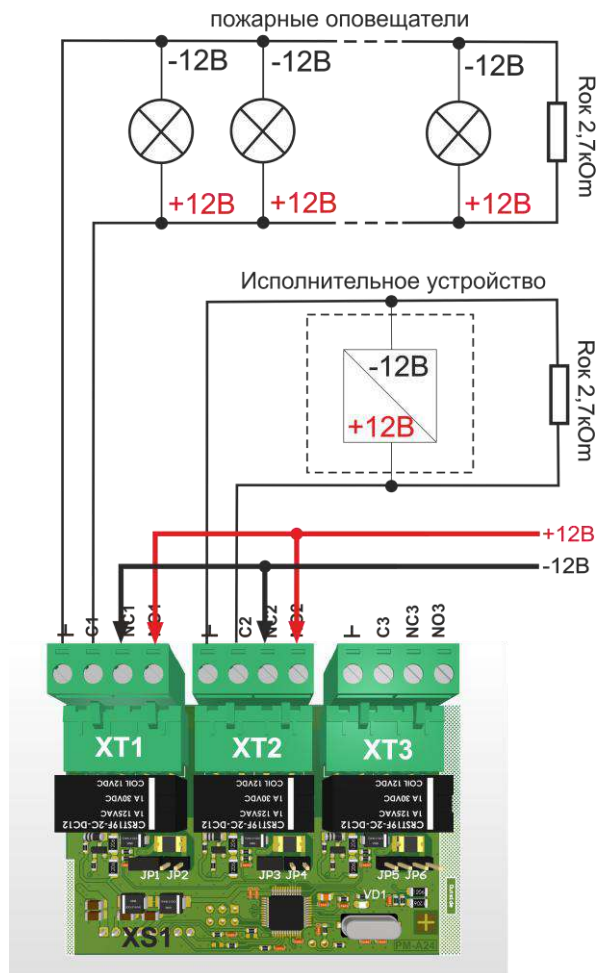 пожарные оповещатели
-12В -12В -12В
Rок 2,7кОm
+12В +12В +12В
Исполнительное устройство
-12В
+12В
Rок 2,7кОm
+12В
-12В
C1 NC1 NO1 C2 NC2 NO2 C3 NC3 NO3
XT1 XT2 XT3
COIL 12VDC COIL 12VDC COIL 12VDC
1A 30VDC 1A 30VDC 1A 30VDC
1A 125VAC 1A 125VAC 1A 125VAC
CRST19F-2C-DC12 CRST19F-2C-DC12 CRST19F-2C-DC12
JP1 JP2 JP3 JP4 JP5 JP6
VD1
XS1
PM-A24